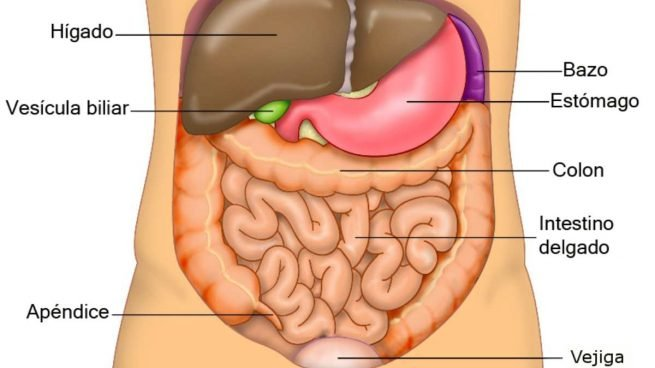 Hígado
Vesícula biliar
Bazo
Estómago
Colon
Intestino
delgado
Apéndice
Vejiga